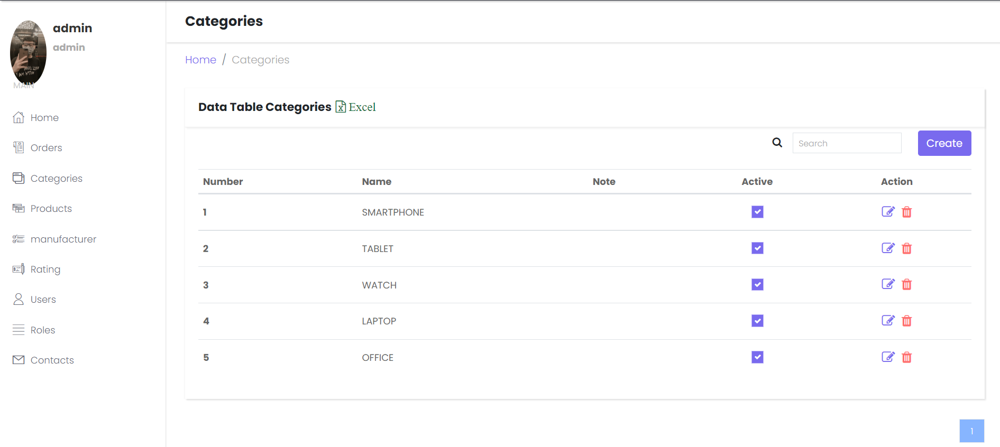 admin
admin
MAIN
Home
Orders
Categories
Products
manufacturer
Rating
Users
Roles
Contacts
Categories
Home / Categories
Data Table Categories Excel
Search
Create
Number Name Note Active Action
1 SMARTPHONE
2 TABLET
3 WATCH
4 LAPTOP
5 OFFICE
1